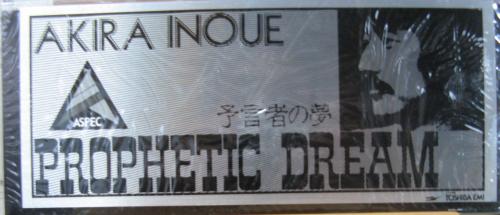 AKIRA INOUE
ASPEC
予言者の夢
PROPHETIC DREAM
TOSHIBA EMI